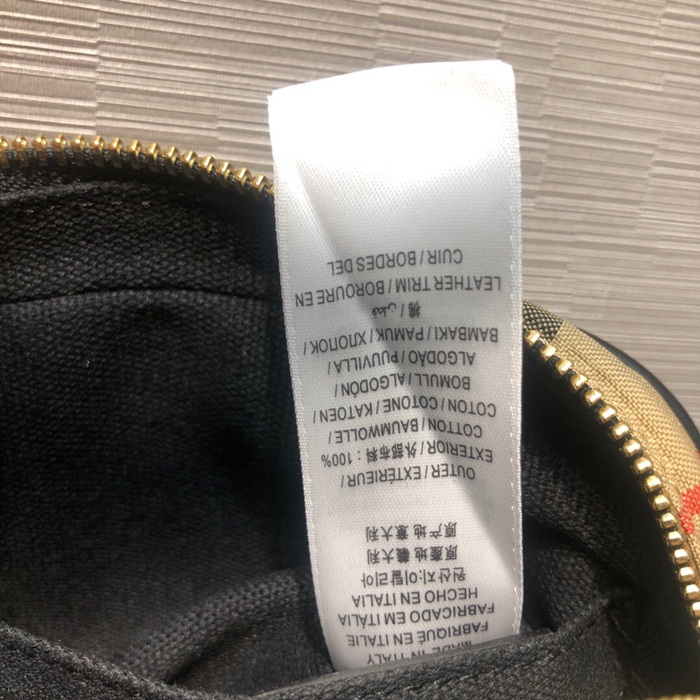 MADE IN ITALY
FABRIQUÉ EN ITALIE
FABRICADO EM ITÁLIA
HECHO EN ITALIA
원산지:이탈리아
原產地 義大利
原产地 意大利
OUTER / EXTÉRIEUR /
EXTERIOR / 外部布料：100%
COTTON / BAUMWOLLE /
COTON / COTONE / KATOEN /
BOMULL / ALGODÓN /
ALGODÃO / PUUVILLA /
BAMBAKI / PAMUK / ХЛОПОК /
棉 / قطن
LEATHER TRIM / BOROURE EN
CUIR / BORDES DEL